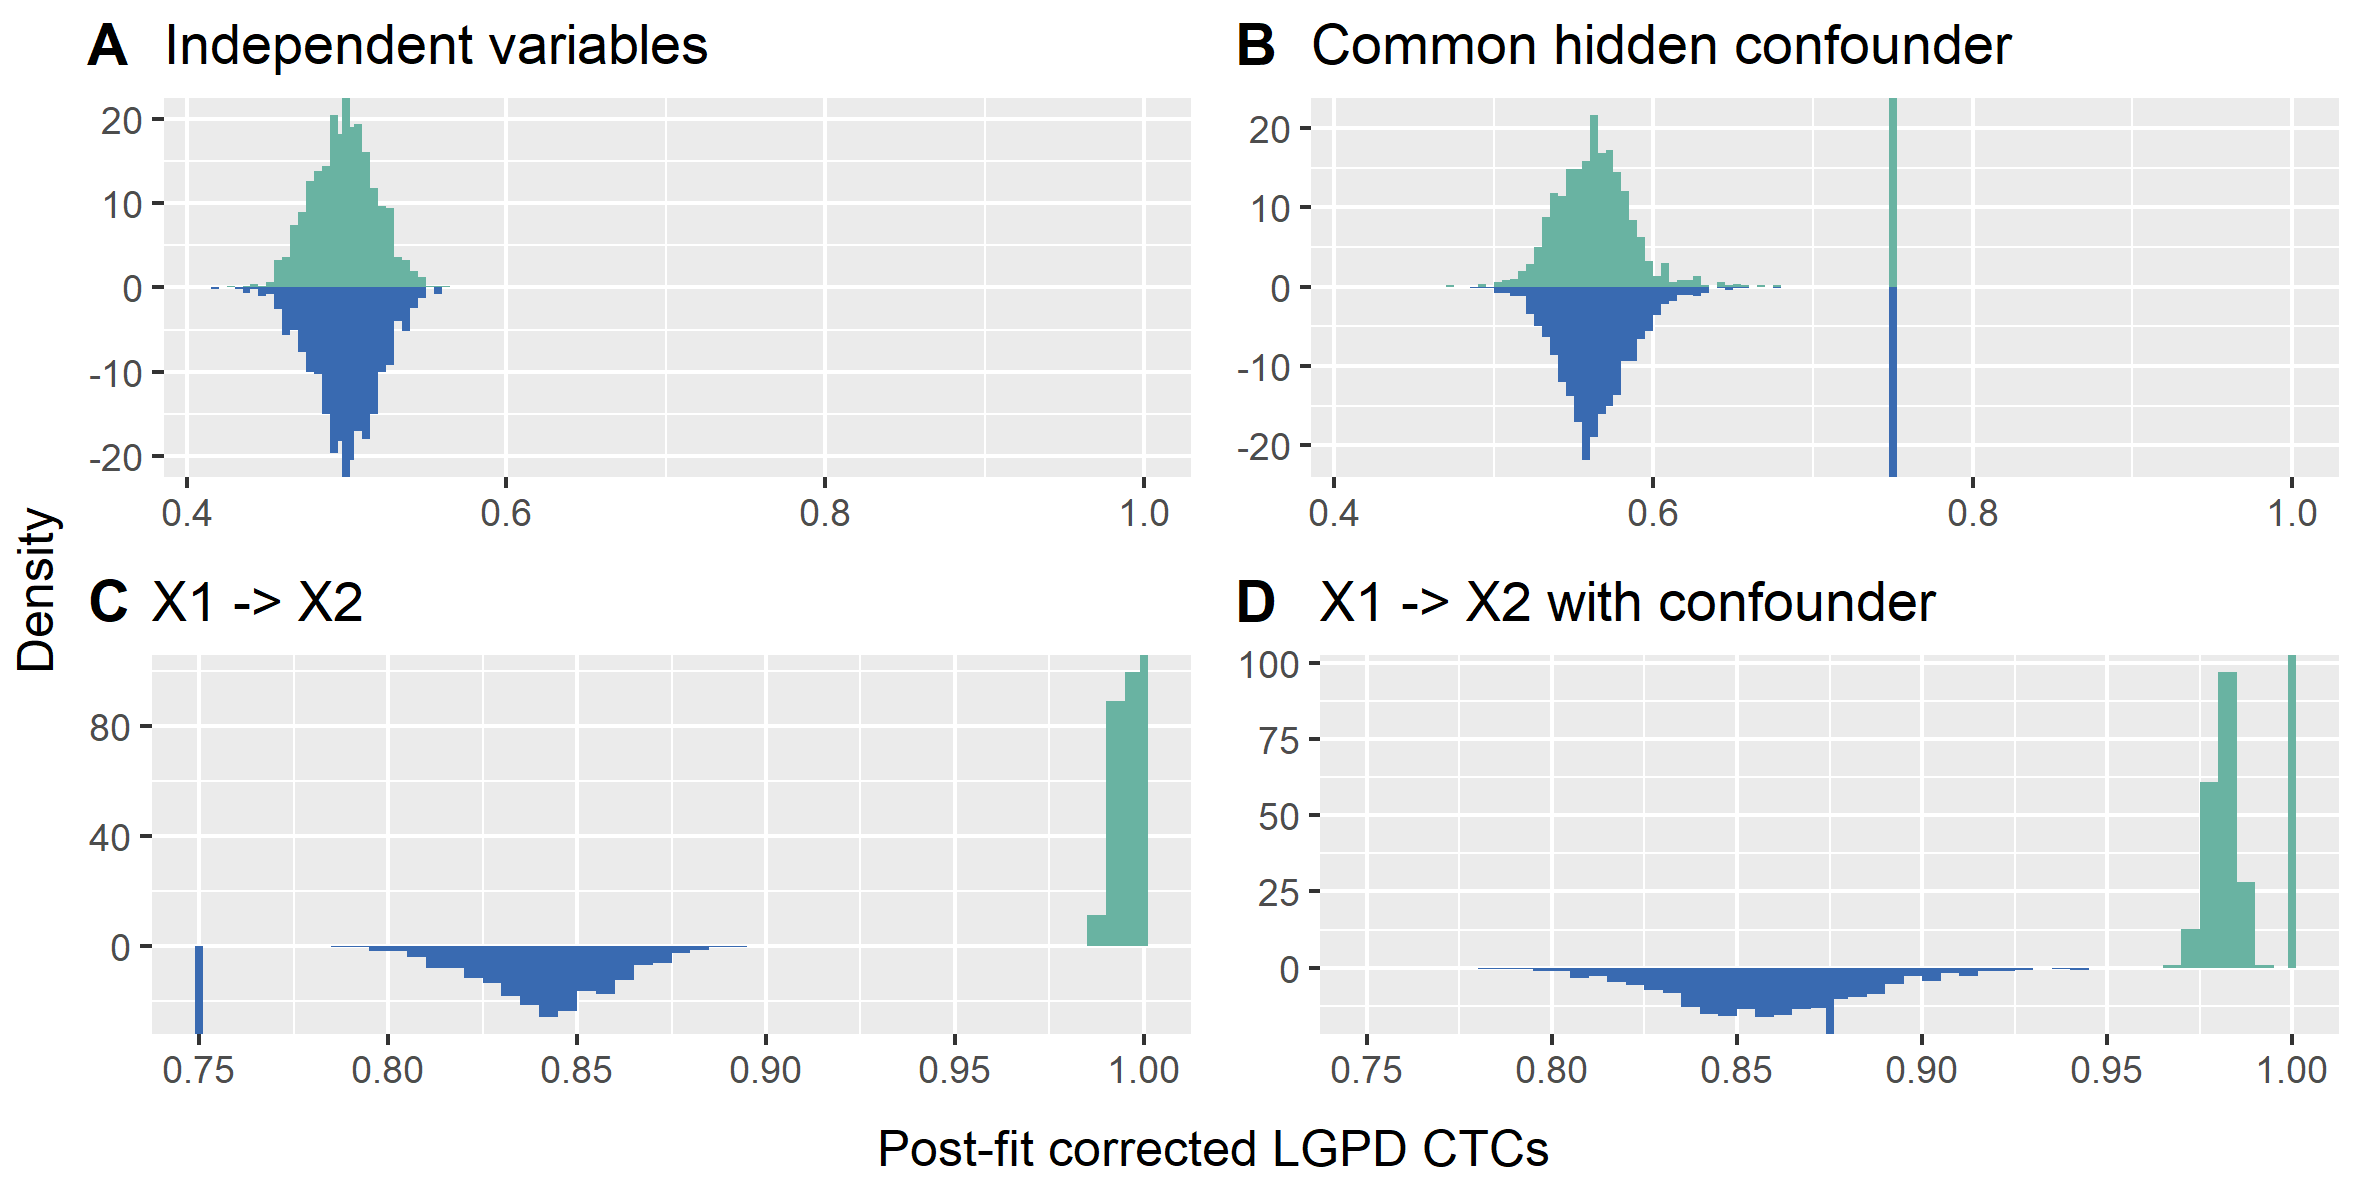 A Independent variables
20
10
0
-10
-20
0.4 0.6 0.8 1.0
B Common hidden confounder
20
10
0
-10
-20
0.4 0.6 0.8 1.0
Density
C X1 -> X2
80
40
0
0.75 0.80 0.85 0.90 0.95 1.00
D X1 -> X2 with confounder
100
75
50
25
0
0.75 0.80 0.85 0.90 0.95 1.00
Post-fit corrected LGPD CTCs